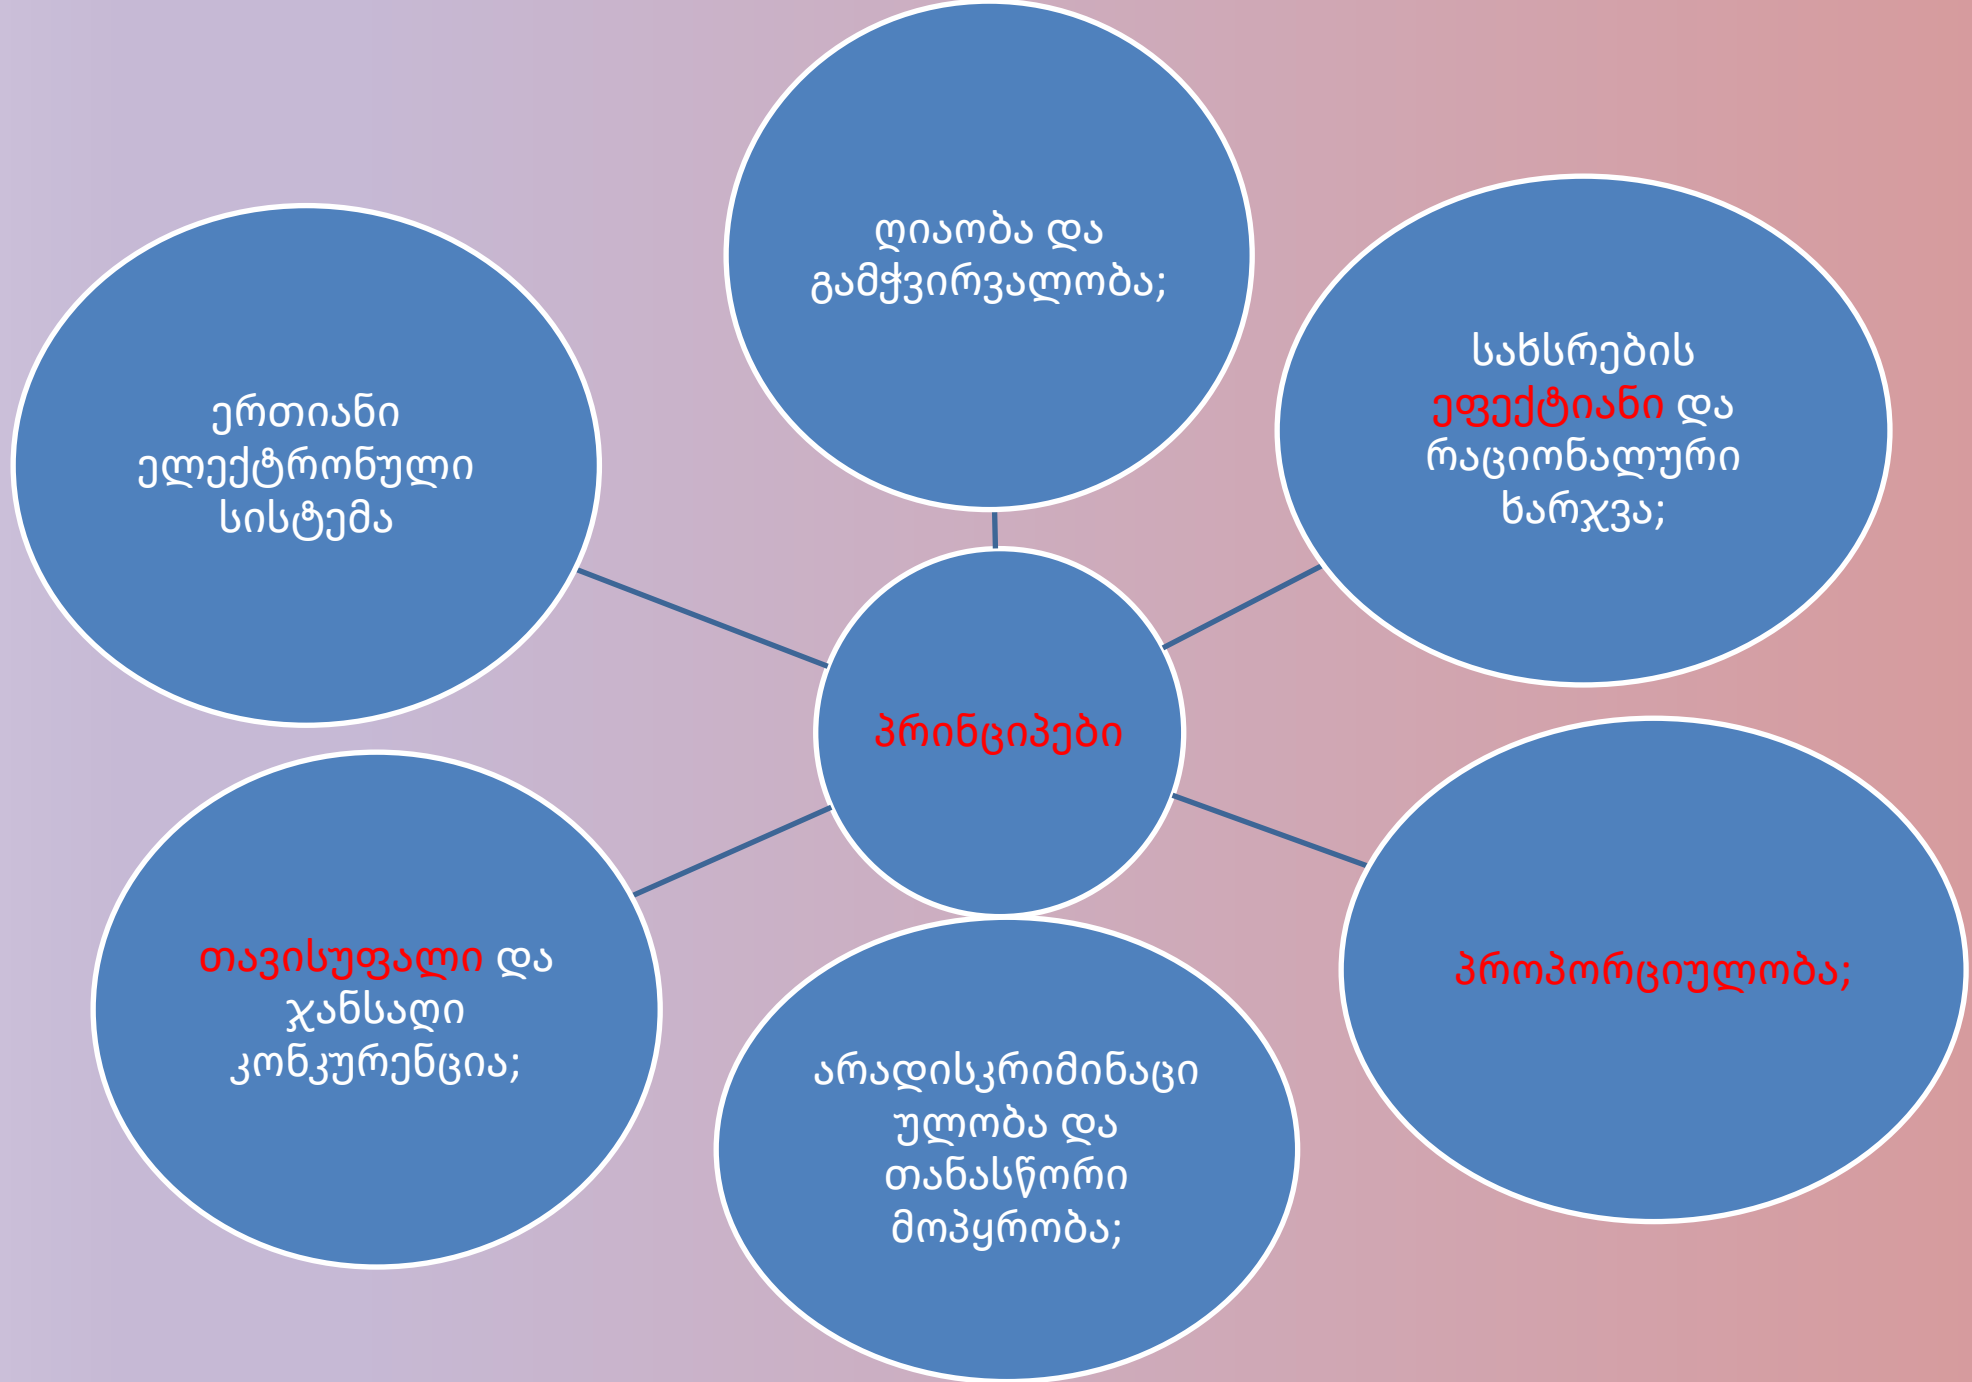 ღიაობა და
გამჭვირვალობა;
სახსრების
ეფექტიანი და
რაციონალური
ხარჯვა;
ერთიანი
ელექტრონული
სისტემა
პრინციპები
თავისუფალი და
ჯანსაღი
კონკურენცია;
პროპორციულობა;
არადისკრიმინაცი
ულობა და
თანასწორი
მოპყრობა;